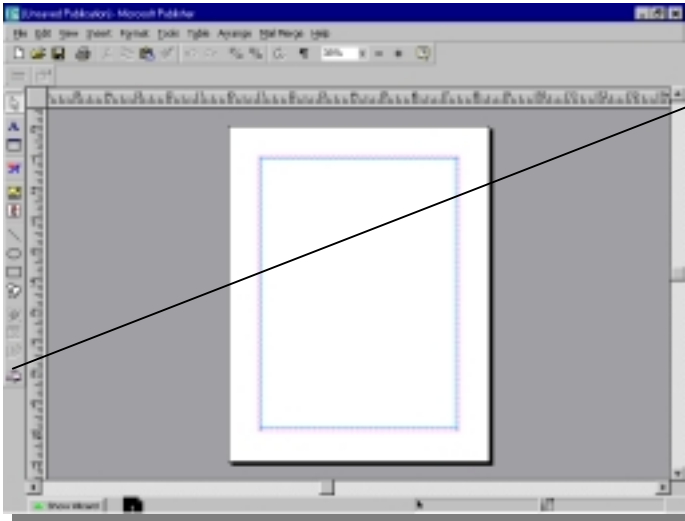 [Unsaved Publication] - Microsoft Publisher
File Edit View Insert Format Tools Table Arrange Mail Merge Help
Show Wizard